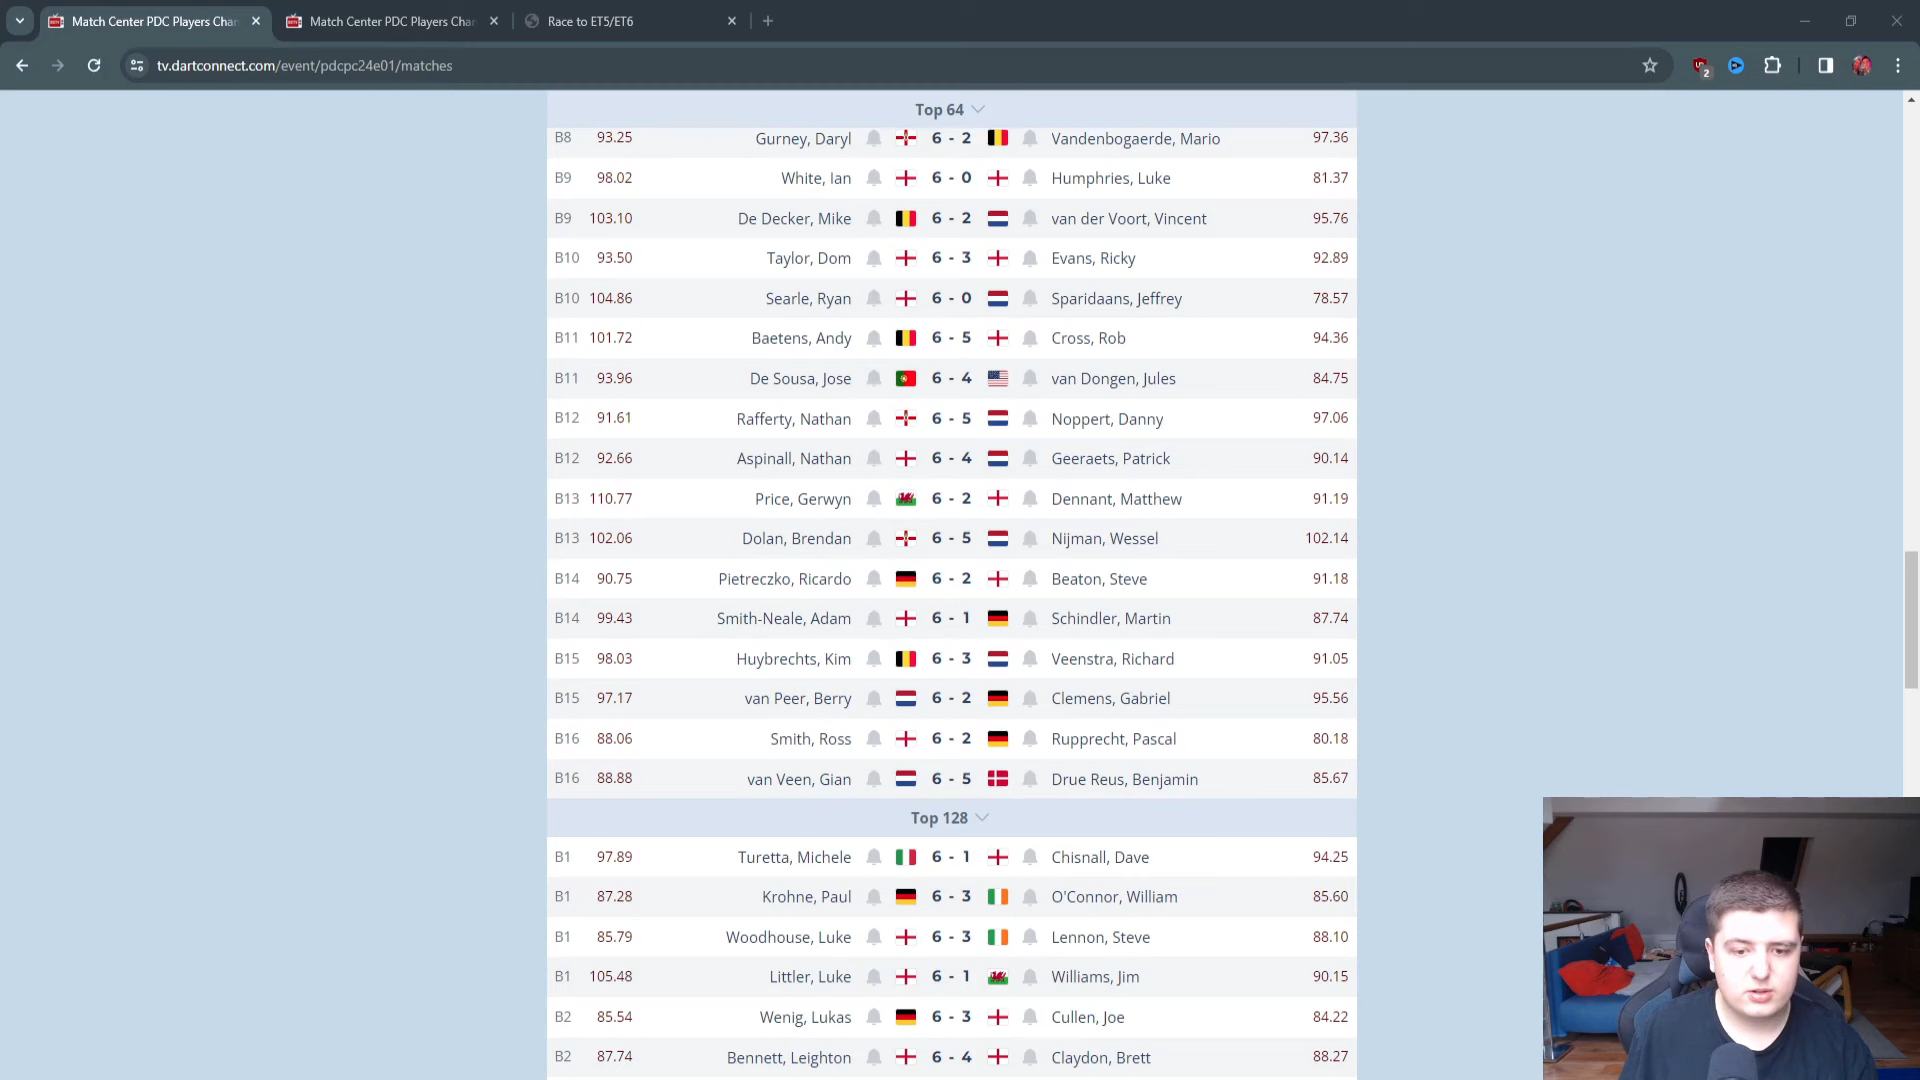 Match Center PDC Players Cha
Match Center PDC Players Cha
Race to ET5/ET6
tv.dartconnect.com/event/pdcpc24e01/matches
2
Top 64
B8 93.25 Gurney, Daryl 6 - 2 Vandenbogaerde, Mario 97.36
B9 98.02 White, Ian 6 - 0 Humphries, Luke 81.37
B9 103.10 De Decker, Mike 6 - 2 van der Voort, Vincent 95.76
B10 93.50 Taylor, Dom 6 - 3 Evans, Ricky 92.89
B10 104.86 Searle, Ryan 6 - 0 Sparidaans, Jeffrey 78.57
B11 101.72 Baetens, Andy 6 - 5 Cross, Rob 94.36
B11 93.96 De Sousa, Jose 6 - 4 van Dongen, Jules 84.75
B12 91.61 Rafferty, Nathan 6 - 5 Noppert, Danny 97.06
B12 92.66 Aspinall, Nathan 6 - 4 Geeraets, Patrick 90.14
B13 110.77 Price, Gerwyn 6 - 2 Dennant, Matthew 91.19
B13 102.06 Dolan, Brendan 6 - 5 Nijman, Wessel 102.14
B14 90.75 Pietreczko, Ricardo 6 - 2 Beaton, Steve 91.18
B14 99.43 Smith-Neale, Adam 6 - 1 Schindler, Martin 87.74
B15 98.03 Huybrechts, Kim 6 - 3 Veenstra, Richard 91.05
B15 97.17 van Peer, Berry 6 - 2 Clemens, Gabriel 95.56
B16 88.06 Smith, Ross 6 - 2 Rupprecht, Pascal 80.18
B16 88.88 van Veen, Gian 6 - 5 Drue Reus, Benjamin 85.67
Top 128
B1 97.89 Turetta, Michele 6 - 1 Chisnall, Dave 94.25
B1 87.28 Krohne, Paul 6 - 3 O'Connor, William 85.60
B1 85.79 Woodhouse, Luke 6 - 3 Lennon, Steve 88.10
B1 105.48 Littler, Luke 6 - 1 Williams, Jim 90.15
B2 85.54 Wenig, Lukas 6 - 3 Cullen, Joe 84.22
B2 87.74 Bennett, Leighton 6 - 4 Claydon, Brett 88.27